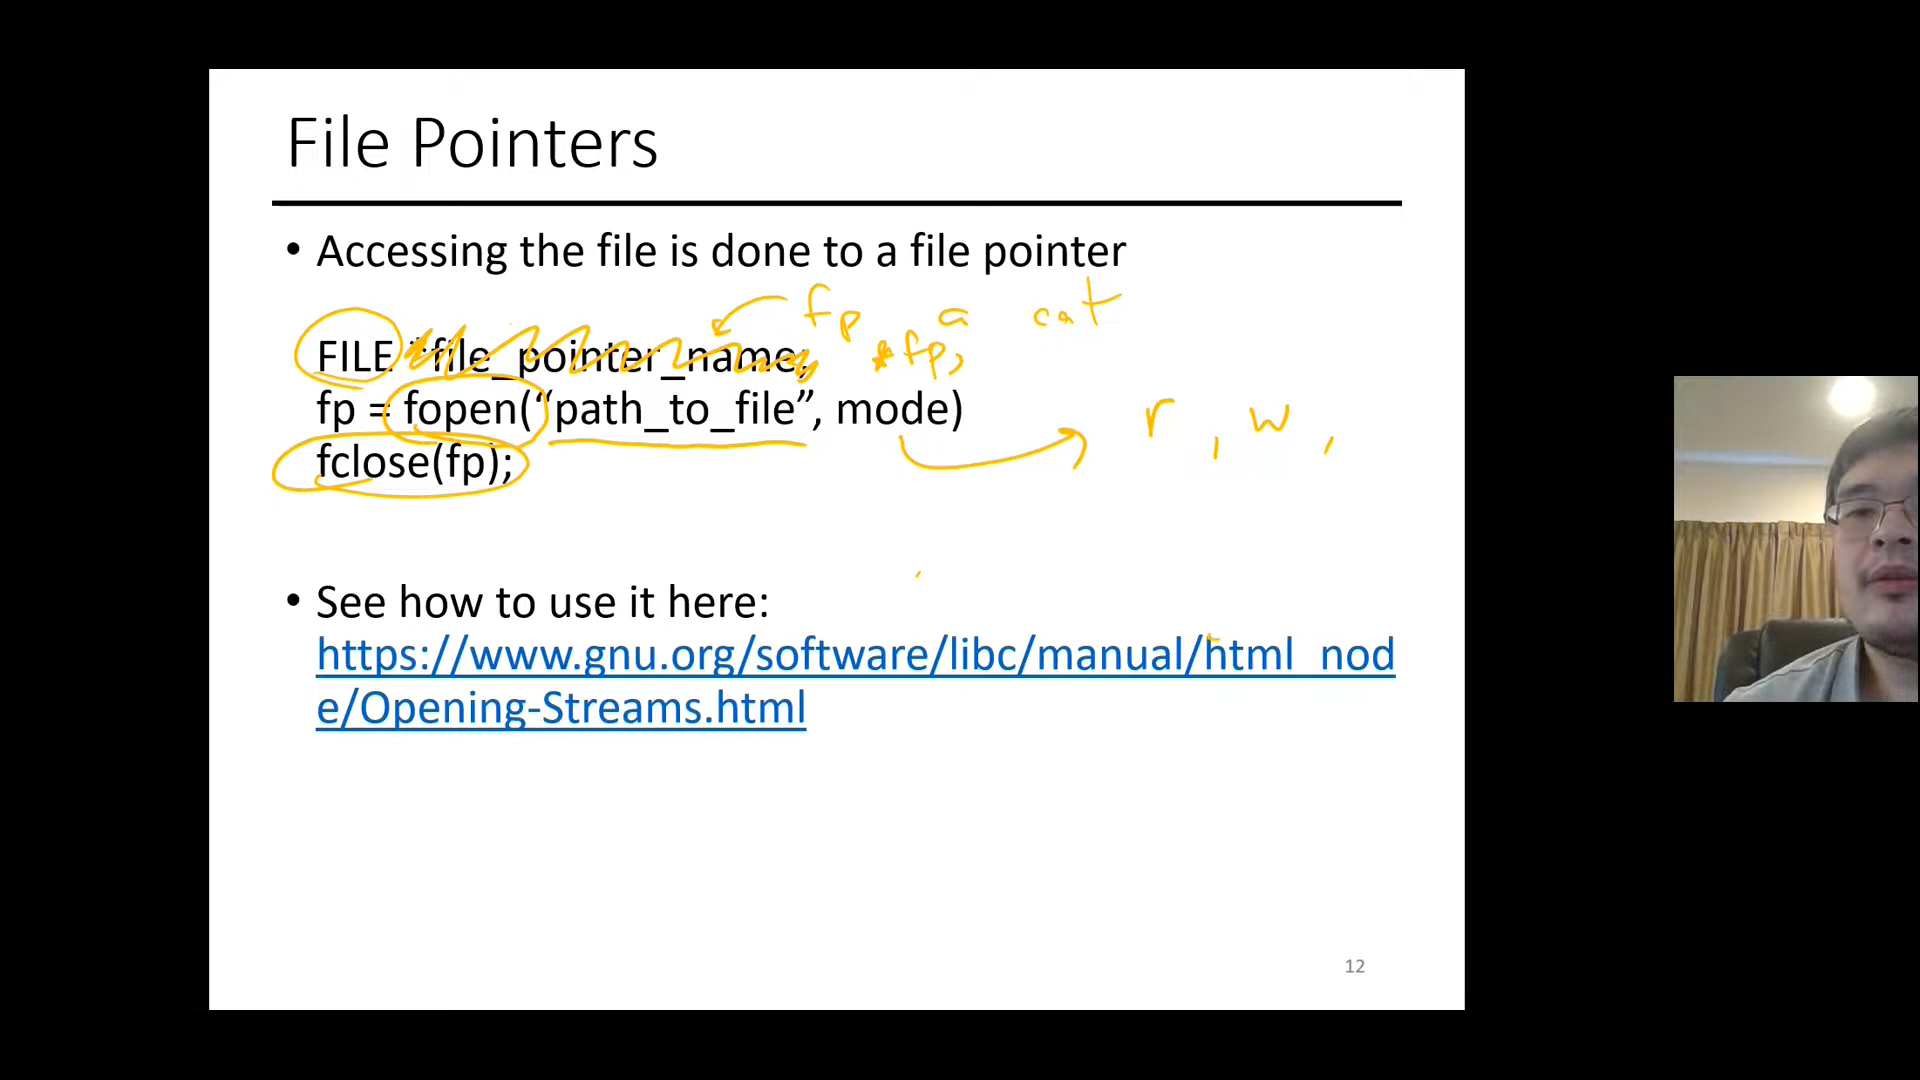 File Pointers
• Accessing the file is done to a file pointer
fp a cat
FILE *file_pointer_name; *fp;
fp = fopen(“path_to_file”, mode) r, w,
fclose(fp);
• See how to use it here:
https://www.gnu.org/software/libc/manual/html_nod
e/Opening-Streams.html
12